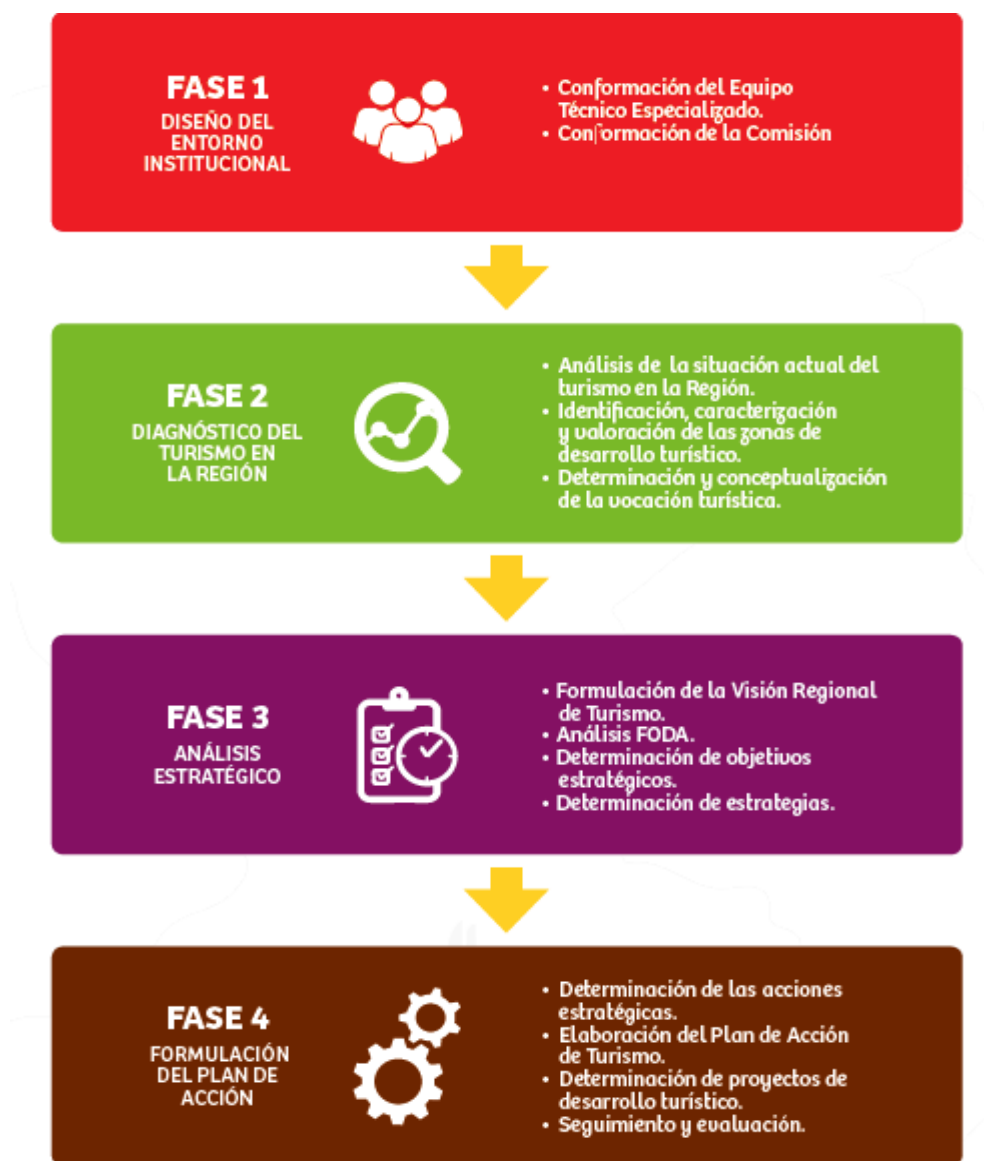 FASE 1
DISEÑO DEL
ENTORNO
INSTITUCIONAL
• Conformación del Equipo
Técnico Especializado.
• Conformación de la Comisión
FASE 2
DIAGNÓSTICO DEL
TURISMO EN
LA REGIÓN
• Análisis de la situación actual del
turismo en la Región.
• Identificación, caracterización
y valoración de las zonas de
desarrollo turístico.
• Determinación y conceptualización
de la vocación turística.
FASE 3
ANÁLISIS
ESTRATÉGICO
• Formulación de la Visión Regional
de Turismo.
• Análisis FODA.
• Determinación de objetivos
estratégicos.
• Determinación de estrategias.
FASE 4
FORMULACIÓN
DEL PLAN DE
ACCIÓN
• Determinación de las acciones
estratégicas.
• Elaboración del Plan de Acción
de Turismo.
• Determinación de proyectos de
desarrollo turístico.
• Seguimiento y evaluación.